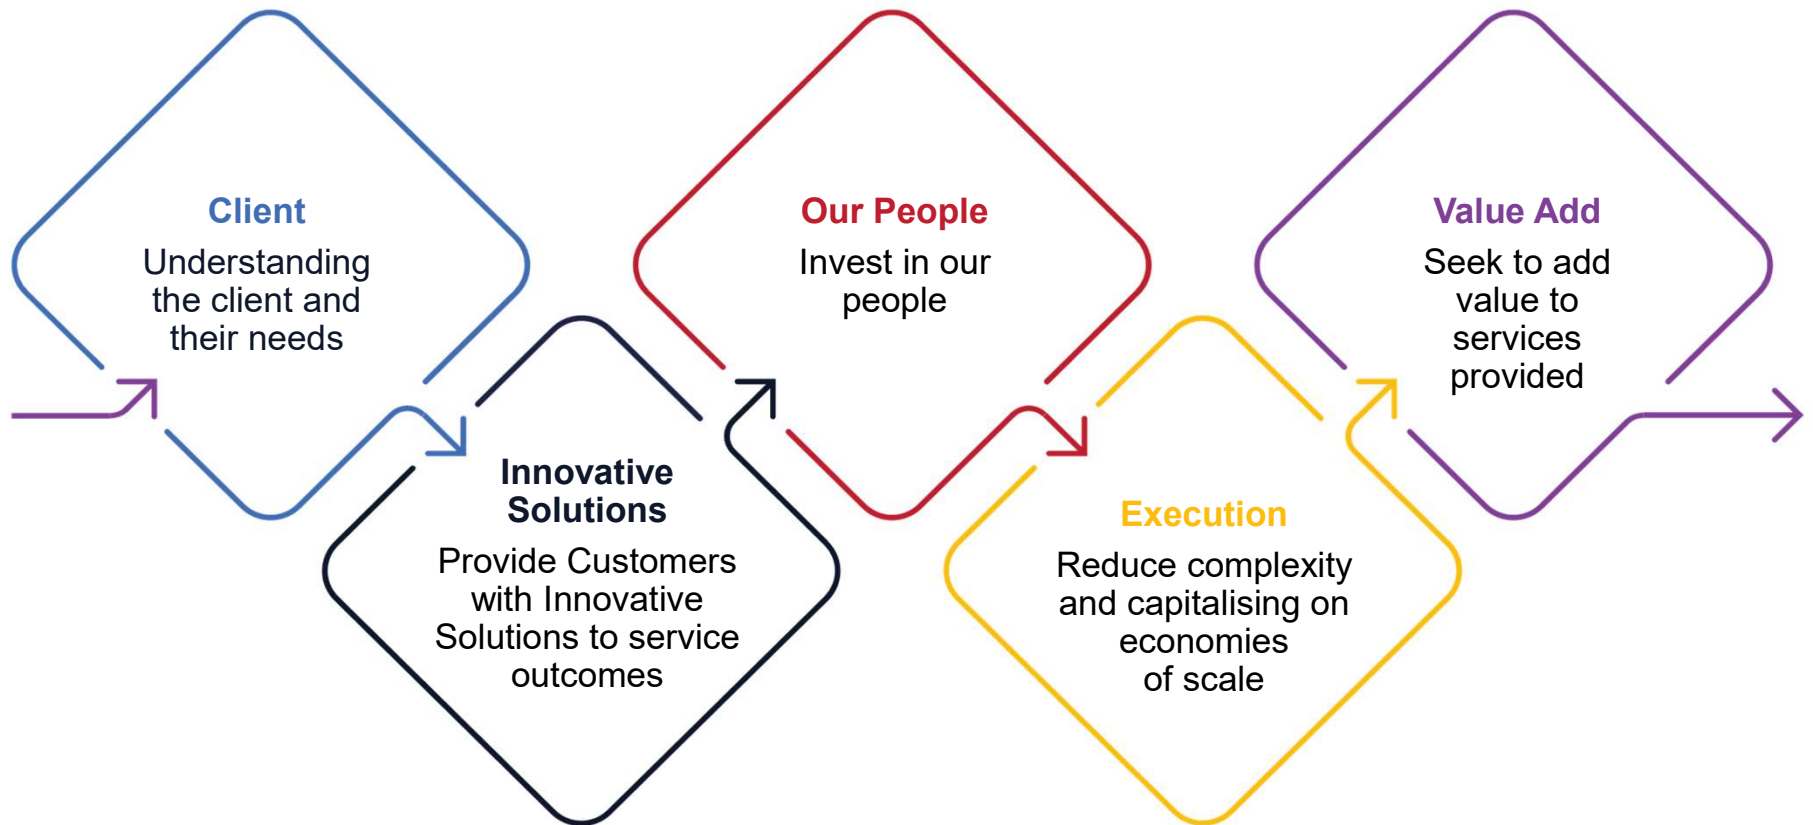 Client
Understanding
the client and
their needs
Innovative
Solutions
Provide Customers
with Innovative
Solutions to service
outcomes
Our People
Invest in our
people
Execution
Reduce complexity
and capitalising on
economies
of scale
Value Add
Seek to add
value to
services
provided